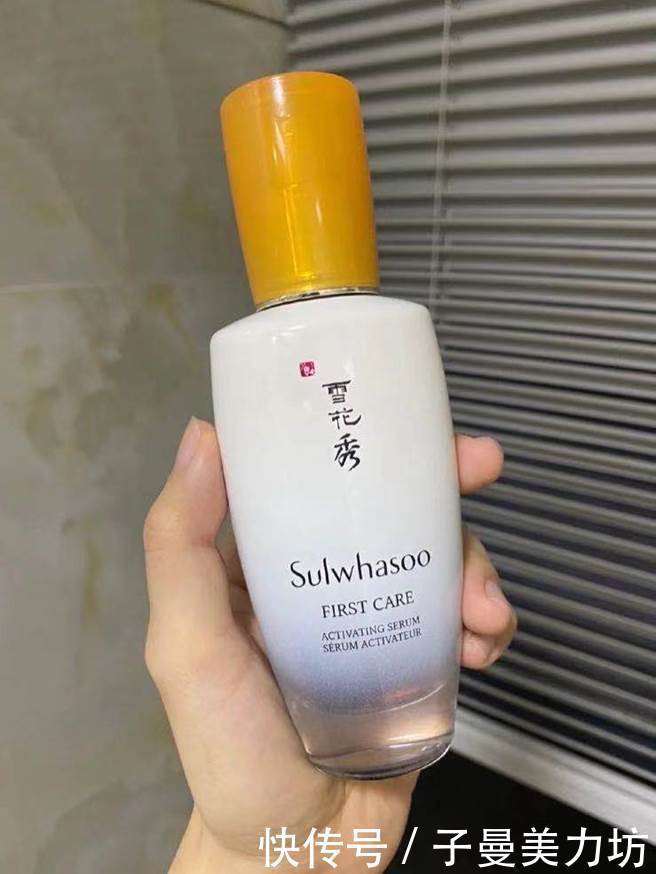 雪花秀
Sulwhasoo
FIRST CARE
ACTIVATING SERUM
SÉRUM ACTIVATEUR
快传号 / 子曼美力坊